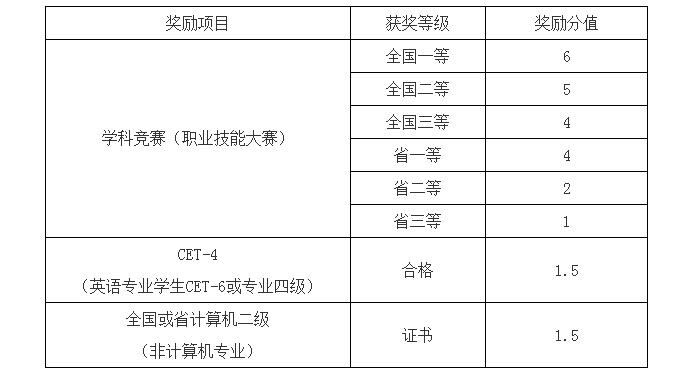 奖励项目 获奖等级 奖励分值
学科竞赛（职业技能大赛） 全国一等 6
全国二等 5
全国三等 4
省一等 4
省二等 2
省三等 1
CET-4
（英语专业学生CET-6或专业四级） 合格 1.5
全国或省计算机二级
（非计算机专业） 证书 1.5